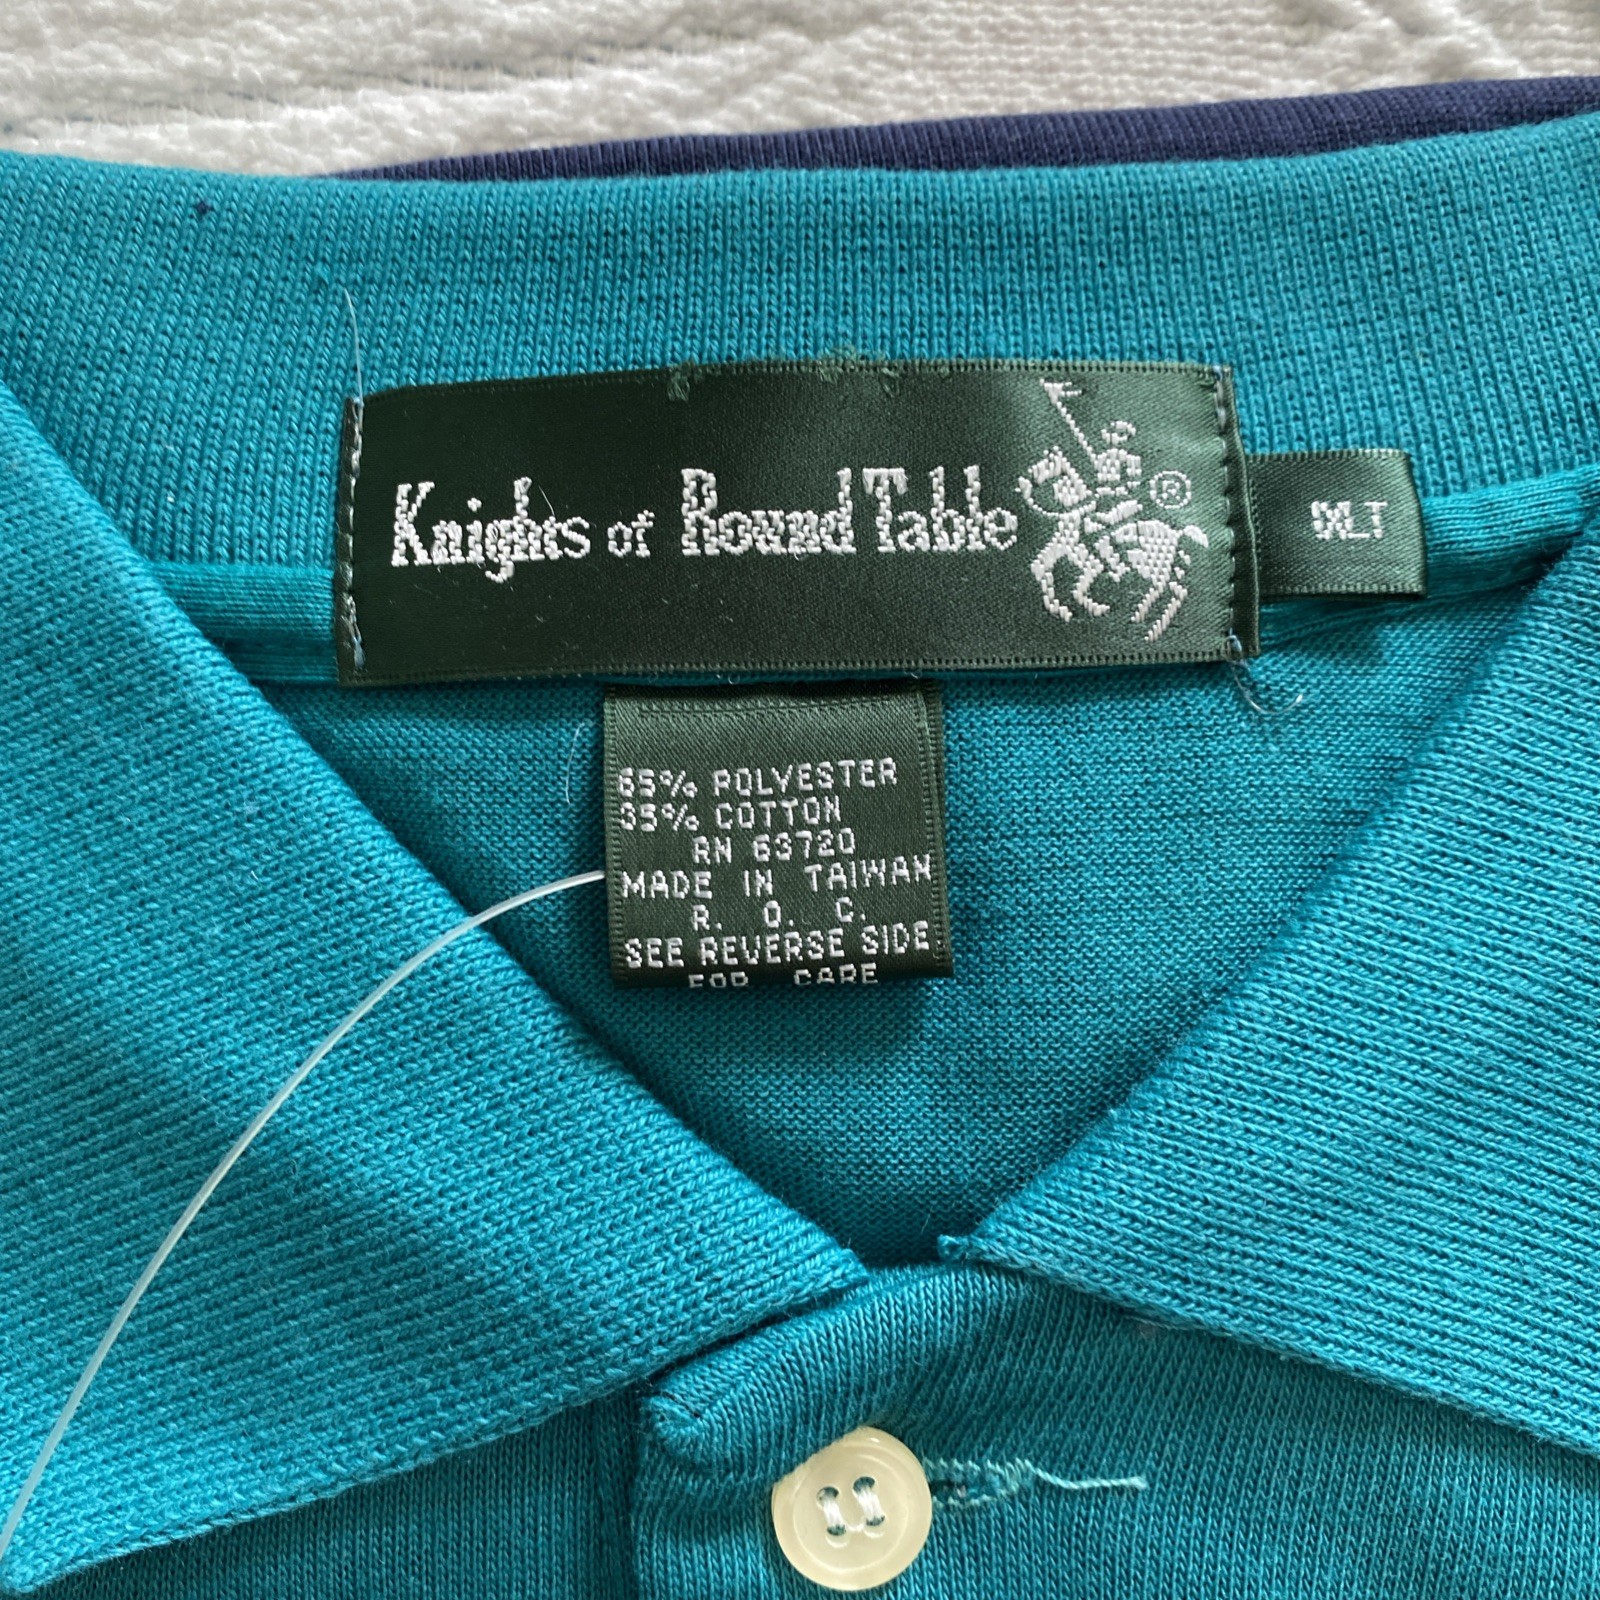 Knights of Round Table ®
XLT
65% POLYESTER
35% COTTON
RN 63720
MADE IN TAIWAN
R. O. C.
SEE REVERSE SIDE
FOR CARE